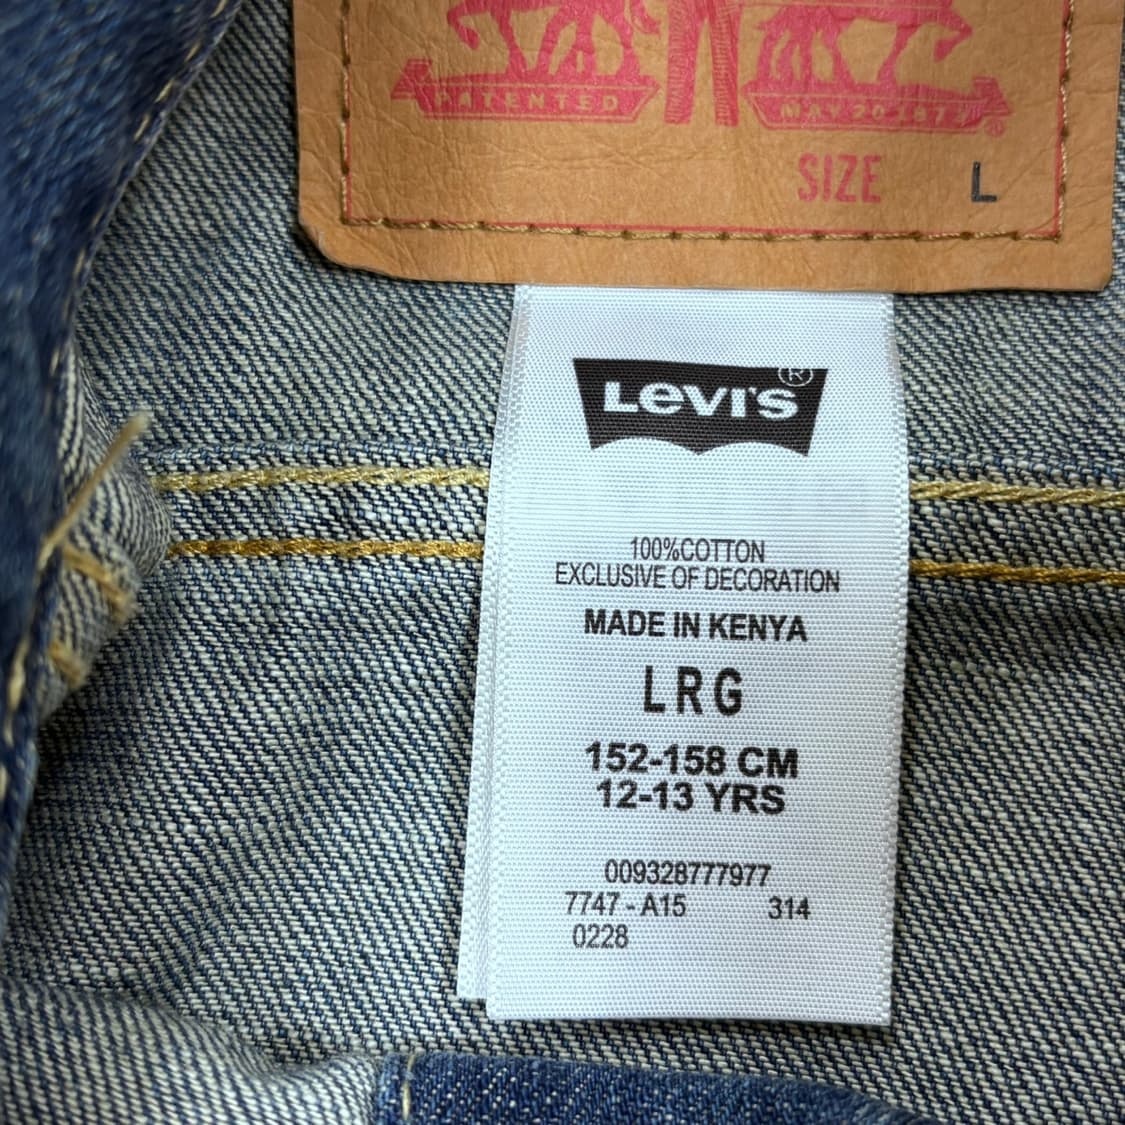 PATENTED MAY 20 1873 ®
SIZE L
LEVI'S ®
100%COTTON
EXCLUSIVE OF DECORATION
MADE IN KENYA
LRG
152-158 CM
12-13 YRS
009328777977
7747 - A15 314
0228